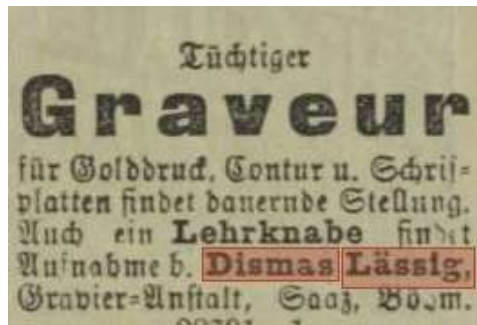 Tüchtiger
Graveur
für Golddruck, Contur u. Schrif-
platten findet dauernde Stellung.
Auch ein Lehrknabe findet
Aufnahme b. Dismas Lässig,
Gravier-Anstalt, Saaz, Böhm.